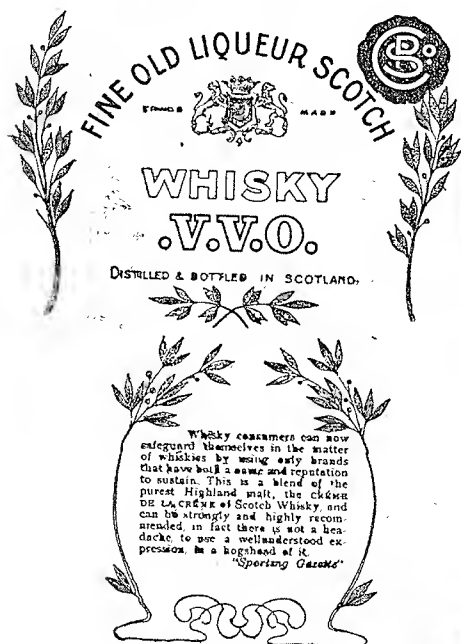 FINE OLD LIQUEUR SCOTCH
TRADE MARK
WHISKY
.V.V.O.
DISTILLED & BOTTLED IN SCOTLAND.
Whisky consumers can now
safeguard themselves in the matter
of whiskies by using only brands
that have built a name and reputation
to sustain. This is a blend of the
purest Highland malt, the CRÈME
DE LA CRÈME of Scotch Whisky, and
can be strongly and highly recom-
mended, in fact there is not a hea-
dache, to use a wellunderstood ex-
pression, in a hogshead of it.
"Sporting Gazette"